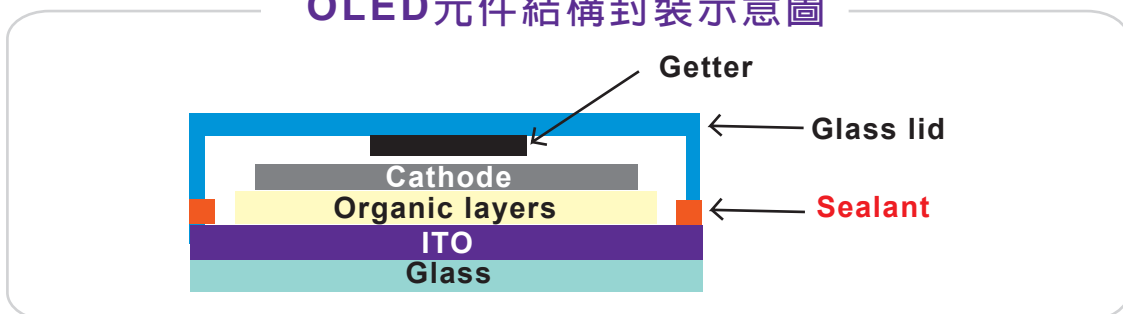 OLED元件結構封裝示意圖
Getter
Glass lid
Cathode
Organic layers
Sealant
ITO
Glass